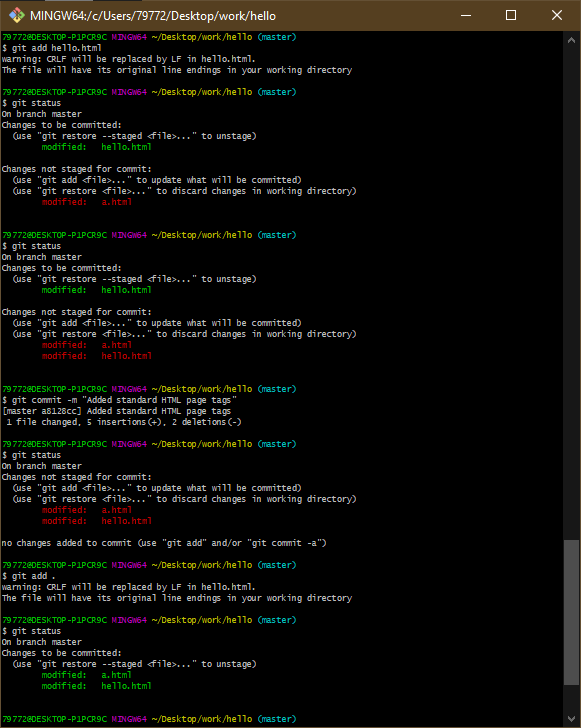 MINGW64:/c/Users/79772/Desktop/work/hello
79772@DESKTOP-P1PCR9C MINGW64 ~/Desktop/work/hello (master)
$ git add hello.html
warning: CRLF will be replaced by LF in hello.html.
The file will have its original line endings in your working directory
79772@DESKTOP-P1PCR9C MINGW64 ~/Desktop/work/hello (master)
$ git status
On branch master
Changes to be committed:
  (use "git restore --staged <file>..." to unstage)
        modified:   hello.html
Changes not staged for commit:
  (use "git add <file>..." to update what will be committed)
  (use "git restore <file>..." to discard changes in working directory)
        modified:   a.html
79772@DESKTOP-P1PCR9C MINGW64 ~/Desktop/work/hello (master)
$ git status
On branch master
Changes to be committed:
  (use "git restore --staged <file>..." to unstage)
        modified:   hello.html
Changes not staged for commit:
  (use "git add <file>..." to update what will be committed)
  (use "git restore <file>..." to discard changes in working directory)
        modified:   a.html
        modified:   hello.html
79772@DESKTOP-P1PCR9C MINGW64 ~/Desktop/work/hello (master)
$ git commit -m "Added standard HTML page tags"
[master a8128cc] Added standard HTML page tags
 1 file changed, 5 insertions(+), 2 deletions(-)
79772@DESKTOP-P1PCR9C MINGW64 ~/Desktop/work/hello (master)
$ git status
On branch master
Changes not staged for commit:
  (use "git add <file>..." to update what will be committed)
  (use "git restore <file>..." to discard changes in working directory)
        modified:   a.html
        modified:   hello.html
no changes added to commit (use "git add" and/or "git commit -a")
79772@DESKTOP-P1PCR9C MINGW64 ~/Desktop/work/hello (master)
$ git add .
warning: CRLF will be replaced by LF in hello.html.
The file will have its original line endings in your working directory
79772@DESKTOP-P1PCR9C MINGW64 ~/Desktop/work/hello (master)
$ git status
On branch master
Changes to be committed:
  (use "git restore --staged <file>..." to unstage)
        modified:   a.html
        modified:   hello.html
79772@DESKTOP-P1PCR9C MINGW64 ~/Desktop/work/hello (master)